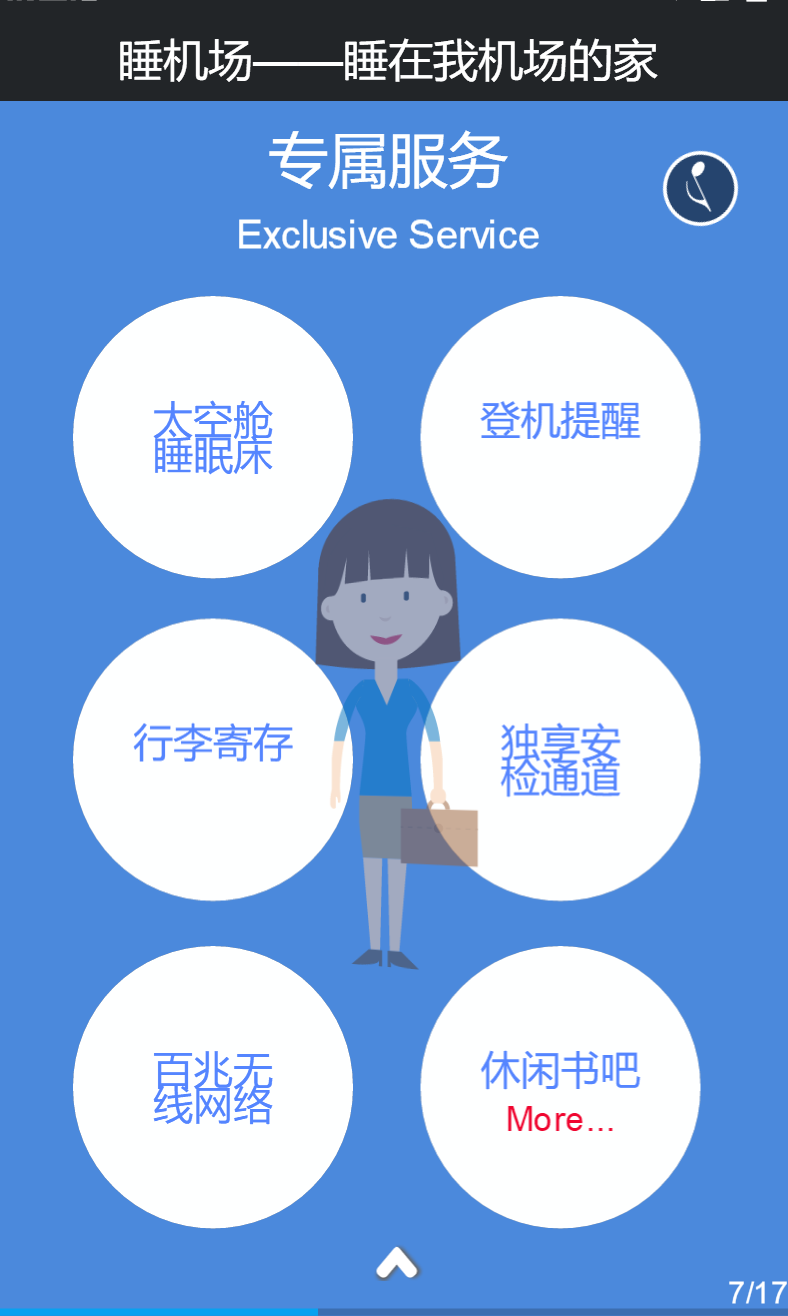 睡机场——睡在我机场的家
专属服务
Exclusive Service
太空舱
睡眠床
登机提醒
行李寄存
独享安
检通道
百兆无
线网络
休闲书吧
More...
7/17